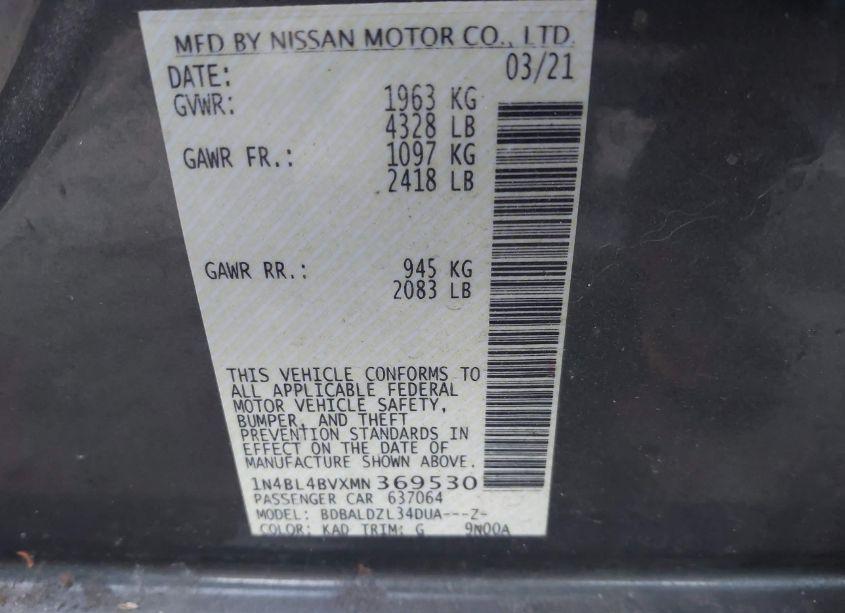 MFD BY NISSAN MOTOR CO., LTD.
DATE: 03/21
GVWR: 1963 KG
4328 LB
GAWR FR.: 1097 KG
2418 LB
GAWR RR.: 945 KG
2083 LB
THIS VEHICLE CONFORMS TO
ALL APPLICABLE FEDERAL
MOTOR VEHICLE SAFETY,
BUMPER, AND THEFT
PREVENTION STANDARDS IN
EFFECT ON THE DATE OF
MANUFACTURE SHOWN ABOVE.
1N4BL4BVXMN369530
PASSENGER CAR 637064
MODEL: BDBALDZL34DUA---Z-
COLOR: KAD TRIM: G 9N00A